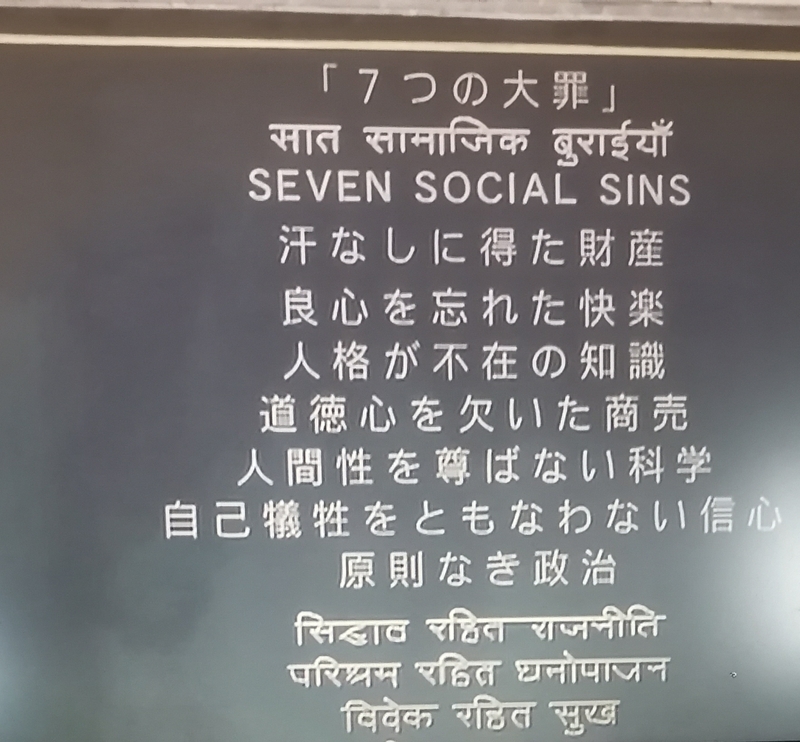 「７つの大罪」
सात सामाजिक बुराईयाँ
SEVEN SOCIAL SINS
汗なしに得た財産
良心を忘れた快楽
人格が不在の知識
道徳心を欠いた商売
人間性を尊ばない科学
自己犠牲をともなわない信心
原則なき政治
सिद्धाव रहित राजनीति
परिश्रम रहित धनोपाजन
विवेक रहित सुख